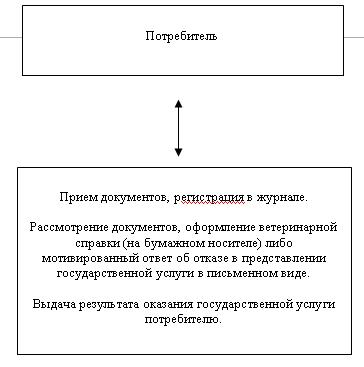 Потребитель
Прием документов, регистрация в журнале.
Рассмотрение документов, оформление ветеринарной
справки (на бумажном носителе) либо
мотивированный ответ об отказе в представлении
государственной услуги в письменном виде.
Выдача результата оказания государственной услуги
потребителю.